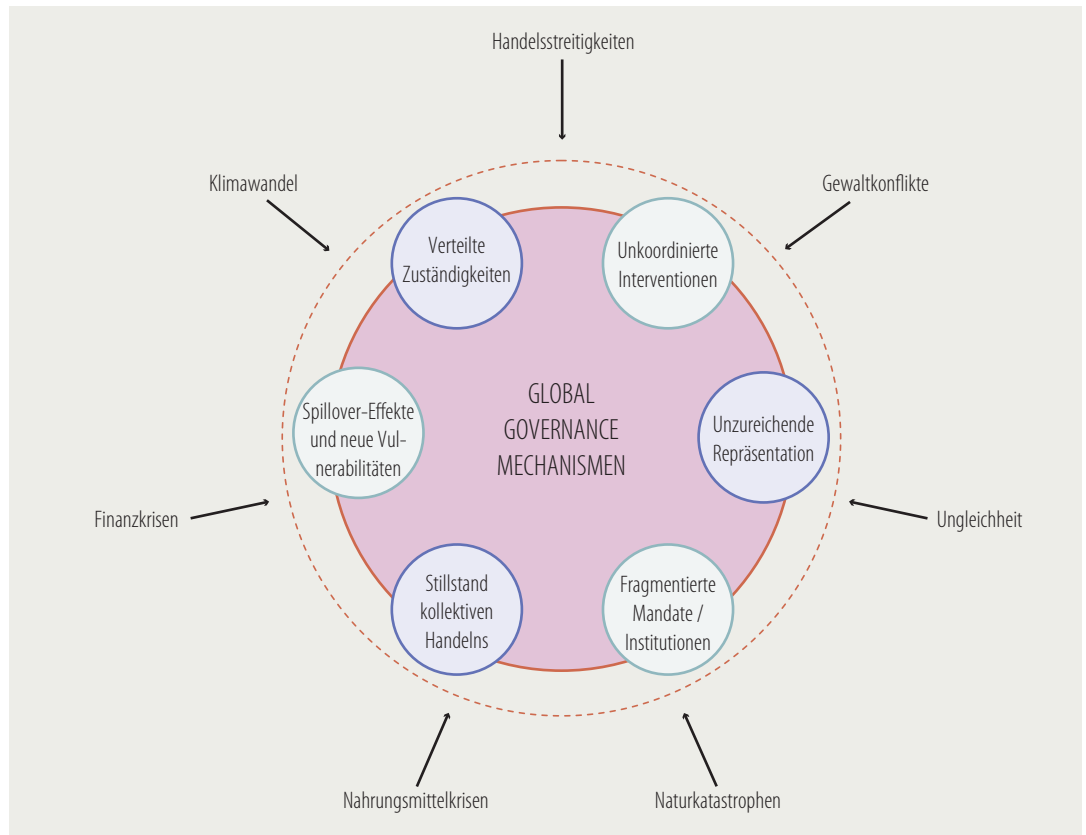 Handelsstreitigkeiten
Klimawandel
Gewaltkonflikte
Verteilte
Zuständigkeiten
Unkoordinierte
Interventionen
GLOBAL
GOVERNANCE
MECHANISMEN
Spillover-Effekte
und neue Vul-
nerabilitäten
Unzureichende
Repräsentation
Finanzkrisen
Ungleichheit
Stillstand
kollektiven
Handelns
Fragmentierte
Mandate /
Institutionen
Nahrungsmittelkrisen
Naturkatastrophen